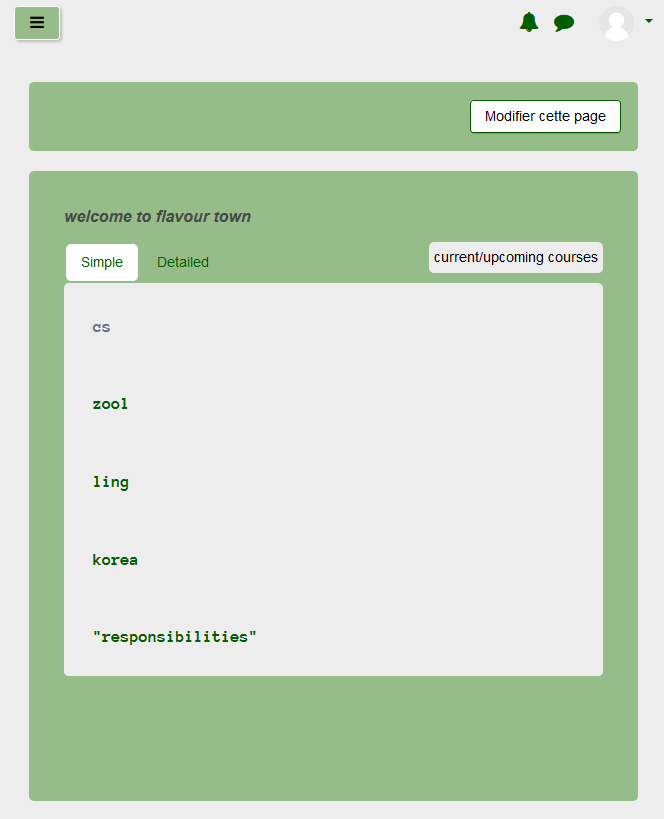 Modifier cette page
welcome to flavour town
Simple Detailed current/upcoming courses
cs
zool
ling
korea
"responsibilities"